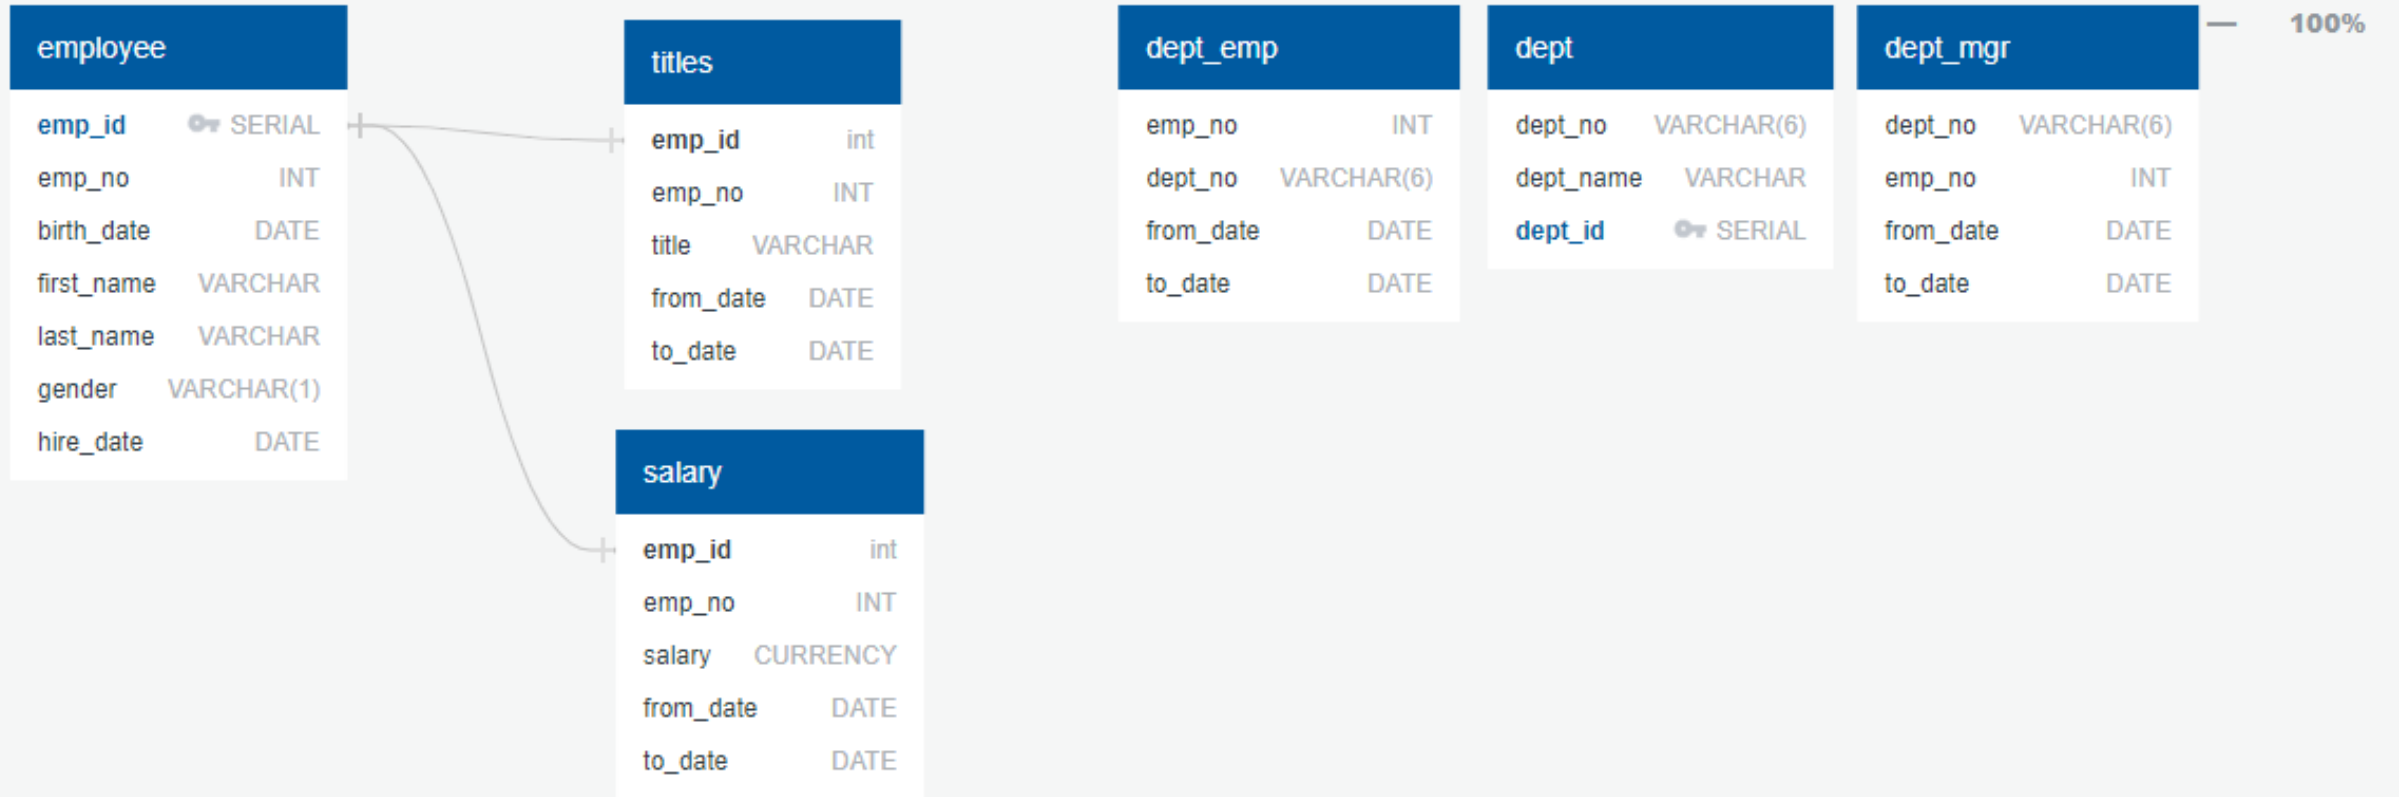 employee
emp_id SERIAL
emp_no INT
birth_date DATE
first_name VARCHAR
last_name VARCHAR
gender VARCHAR(1)
hire_date DATE
titles
emp_id int
emp_no INT
title VARCHAR
from_date DATE
to_date DATE
salary
emp_id int
emp_no INT
salary CURRENCY
from_date DATE
to_date DATE
dept_emp
emp_no INT
dept_no VARCHAR(6)
from_date DATE
to_date DATE
dept
dept_no VARCHAR(6)
dept_name VARCHAR
dept_id SERIAL
dept_mgr
dept_no VARCHAR(6)
emp_no INT
from_date DATE
to_date DATE
— 100%